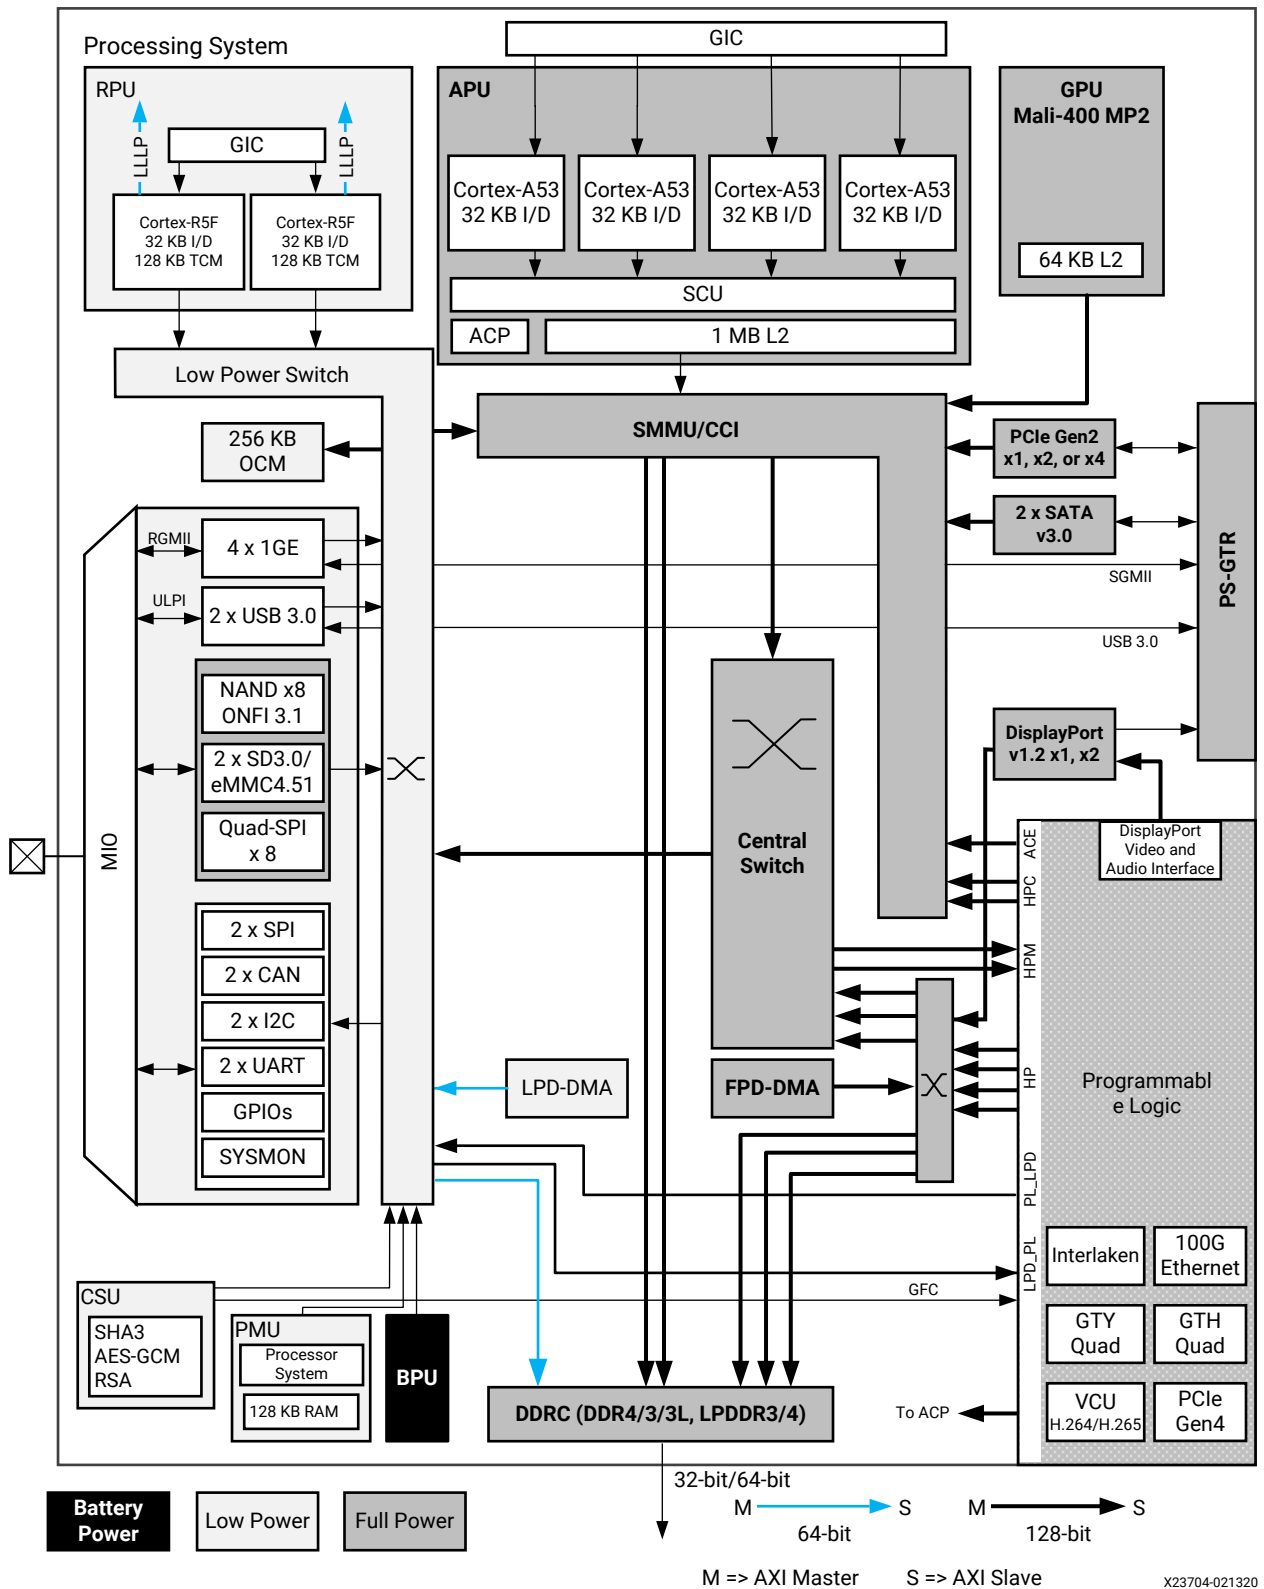 Processing System
GIC
RPU
LLLP
GIC
LLLP
Cortex-R5F
32 KB I/D
128 KB TCM
Cortex-R5F
32 KB I/D
128 KB TCM
APU
Cortex-A53
32 KB I/D
Cortex-A53
32 KB I/D
Cortex-A53
32 KB I/D
Cortex-A53
32 KB I/D
SCU
ACP
1 MB L2
GPU
Mali-400 MP2
64 KB L2
Low Power Switch
256 KB
OCM
SMMU/CCI
PCIe Gen2
x1, x2, or x4
2 x SATA
v3.0
PS-GTR
SGMII
USB 3.0
RGMII
4 x 1GE
ULPI
2 x USB 3.0
NAND x8
ONFI 3.1
2 x SD3.0/
eMMC4.51
Quad-SPI
x 8
MIO
2 x SPI
2 x CAN
2 x I2C
2 x UART
GPIOs
SYSMON
Central
Switch
DisplayPort
v1.2 x1, x2
DisplayPort
Video and
Audio Interface
ACE
HPC
HPM
HP
PL_LPD
LPD_PL
LPD-DMA
FPD-DMA
Programmabl
e Logic
Interlaken
100G
Ethernet
GTY
Quad
GTH
Quad
VCU
H.264/H.265
PCIe
Gen4
GFC
To ACP
CSU
SHA3
AES-GCM
RSA
PMU
Processor
System
128 KB RAM
BPU
DDRC (DDR4/3/3L, LPDDR3/4)
32-bit/64-bit
Battery
Power
Low Power
Full Power
M
S
64-bit
M
S
128-bit
M => AXI Master
S => AXI Slave
X23704-021320